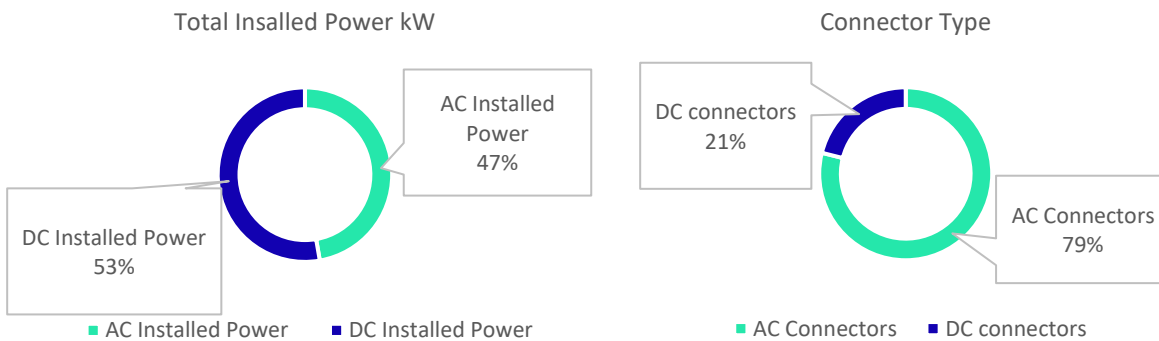 Total Insalled Power kW
AC Installed
Power
47%
DC Installed Power
53%
AC Installed Power
DC Installed Power
Connector Type
DC connectors
21%
AC Connectors
79%
AC Connectors
DC connectors